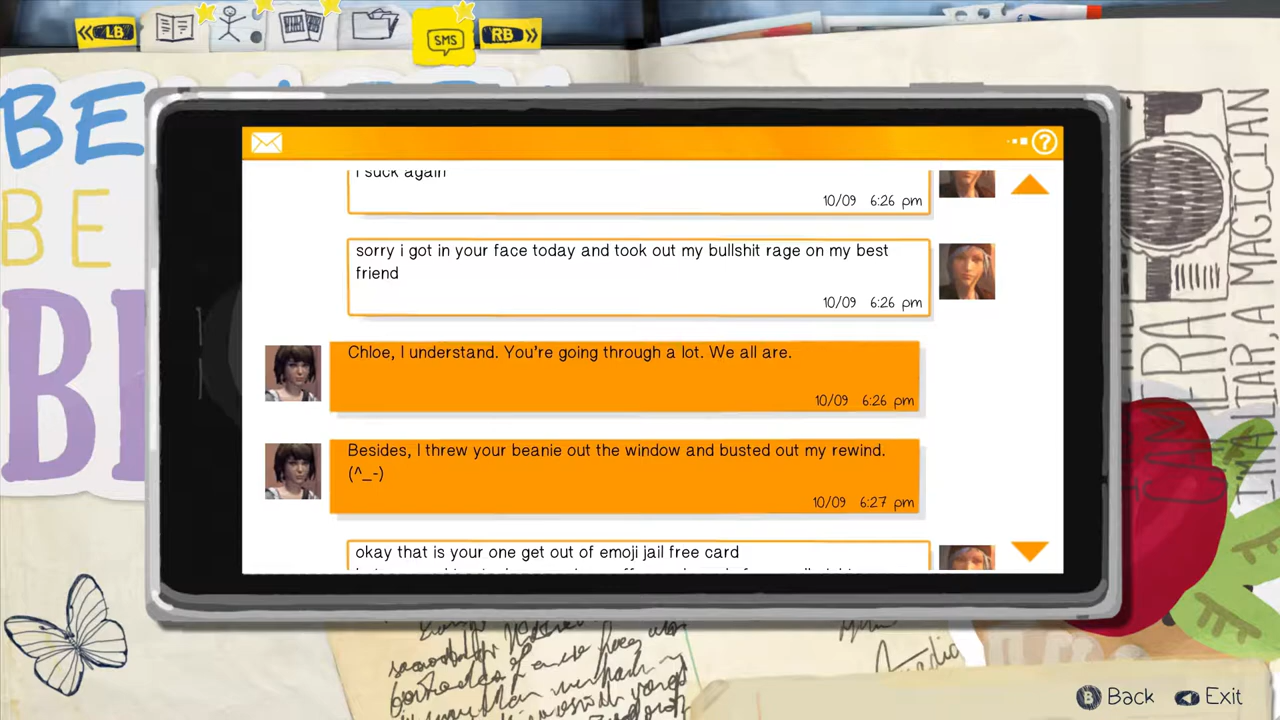 LB
SMS
RB
I suck again
10/09 6:26 pm
sorry i got in your face today and took out my bullshit rage on my best
friend
10/09 6:26 pm
Chloe, I understand. You're going through a lot. We all are.
10/09 6:26 pm
Besides, I threw your beanie out the window and busted out my rewind.
(^_-)
10/09 6:27 pm
okay that is your one get out of emoji jail free card
BE
BE
CAMERA
LIAR, A MAGICIAN
B Back
Exit